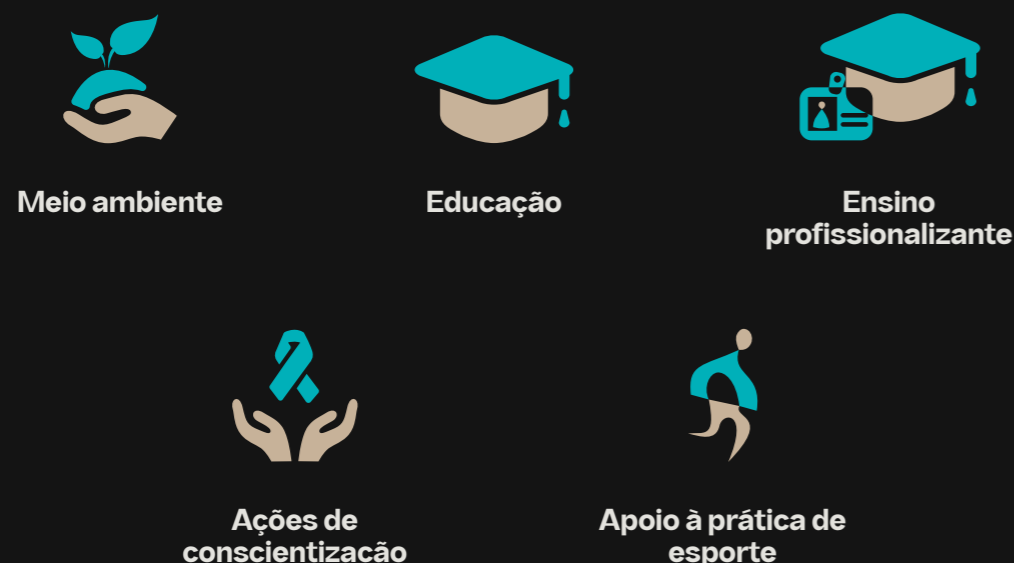 Meio ambiente
Educação
Ensino
profissionalizante
Ações de
conscientização
Apoio à prática de
esporte